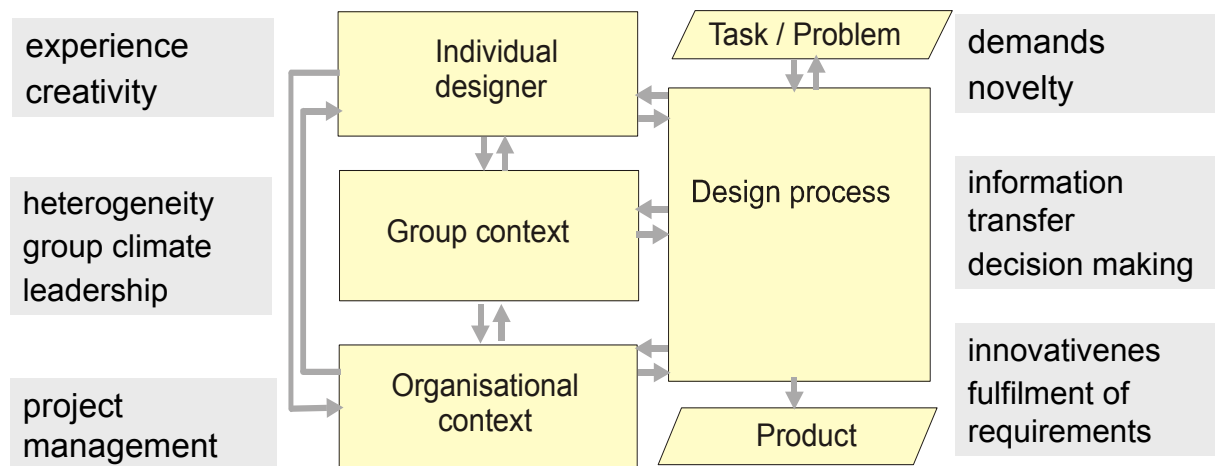 experience
creativity
Individual
designer
Task / Problem
demands
novelty
heterogeneity
group climate
leadership
Group context
Design process
information
transfer
decision making
project
management
Organisational
context
Product
innovativenes
fulfilment of
requirements